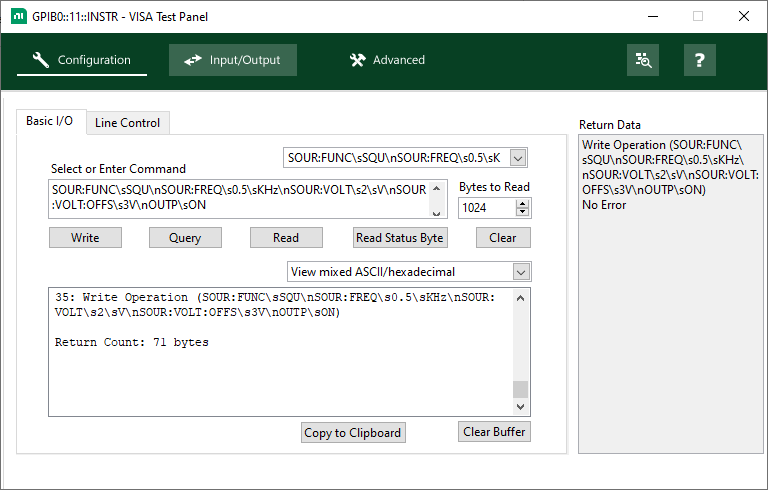 GPIB0::11::INSTR - VISA Test Panel
Configuration
Input/Output
Advanced
?
Basic I/O
Line Control
Return Data
SOUR:FUNC\sSQU\nSOUR:FREQ\s0.5\sK
Select or Enter Command
SOUR:FUNC\sSQU\nSOUR:FREQ\s0.5\sKHz\nSOUR:VOLT\s2\sV\nSOUR
:VOLT:OFFS\s3V\nOUTP\sON
Bytes to Read
1024
Write
Query
Read
Read Status Byte
Clear
View mixed ASCII/hexadecimal
35: Write Operation (SOUR:FUNC\sSQU\nSOUR:FREQ\s0.5\sKHz\nSOUR:
VOLT\s2\sV\nSOUR:VOLT:OFFS\s3V\nOUTP\sON)
Return Count: 71 bytes
Copy to Clipboard
Clear Buffer
Write Operation (SOUR:FUNC\
sSQU\nSOUR:FREQ\s0.5\sKHz\
nSOUR:VOLT\s2\sV\nSOUR:VOLT:
OFFS\s3V\nOUTP\sON)
No Error